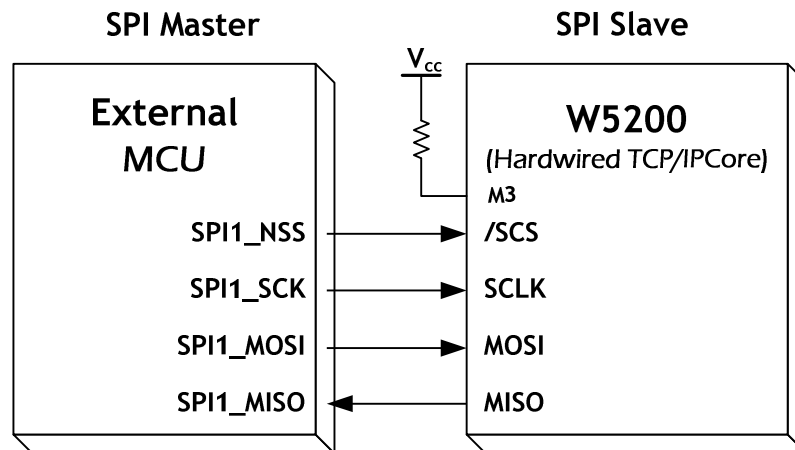 SPI Master
SPI Slave
Vcc
External
MCU
W5200
(Hardwired TCP/IPCore)
M3
SPI1_NSS
/SCS
SPI1_SCK
SCLK
SPI1_MOSI
MOSI
SPI1_MISO
MISO